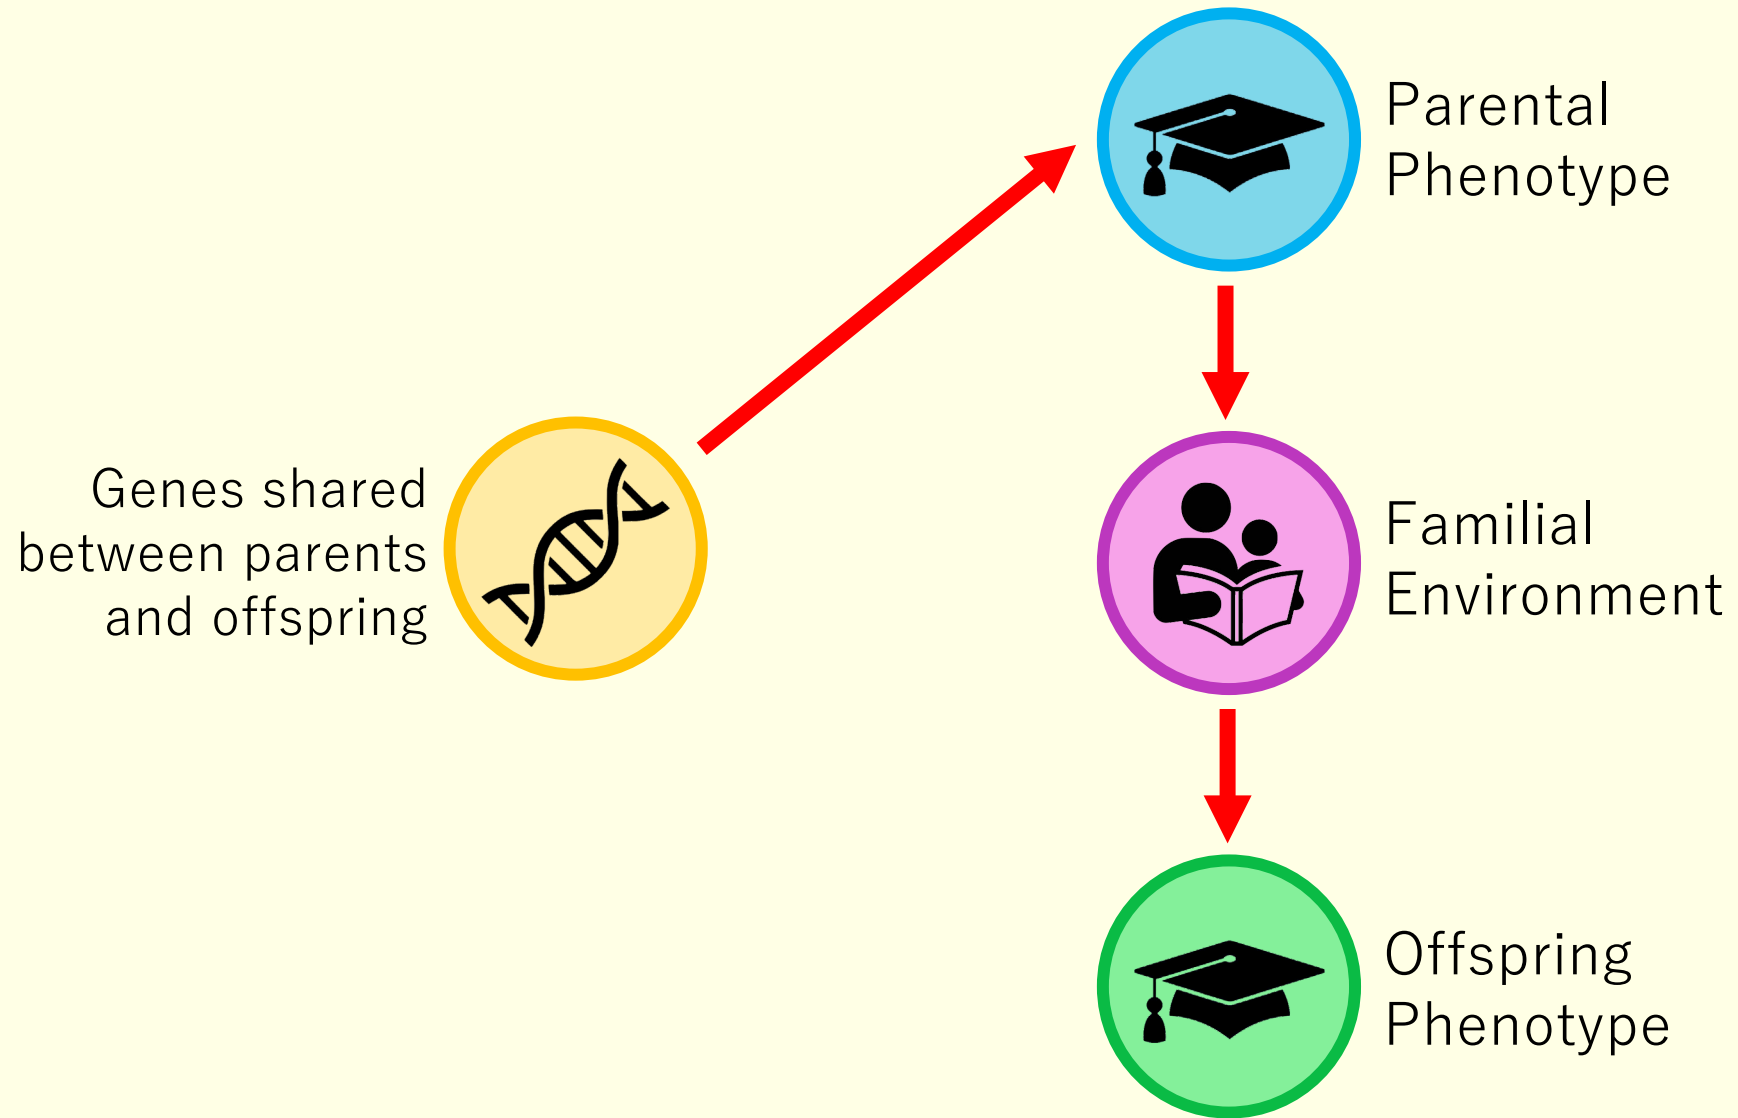 Parental
Phenotype
Genes shared
between parents
and offspring
Familial
Environment
Offspring
Phenotype